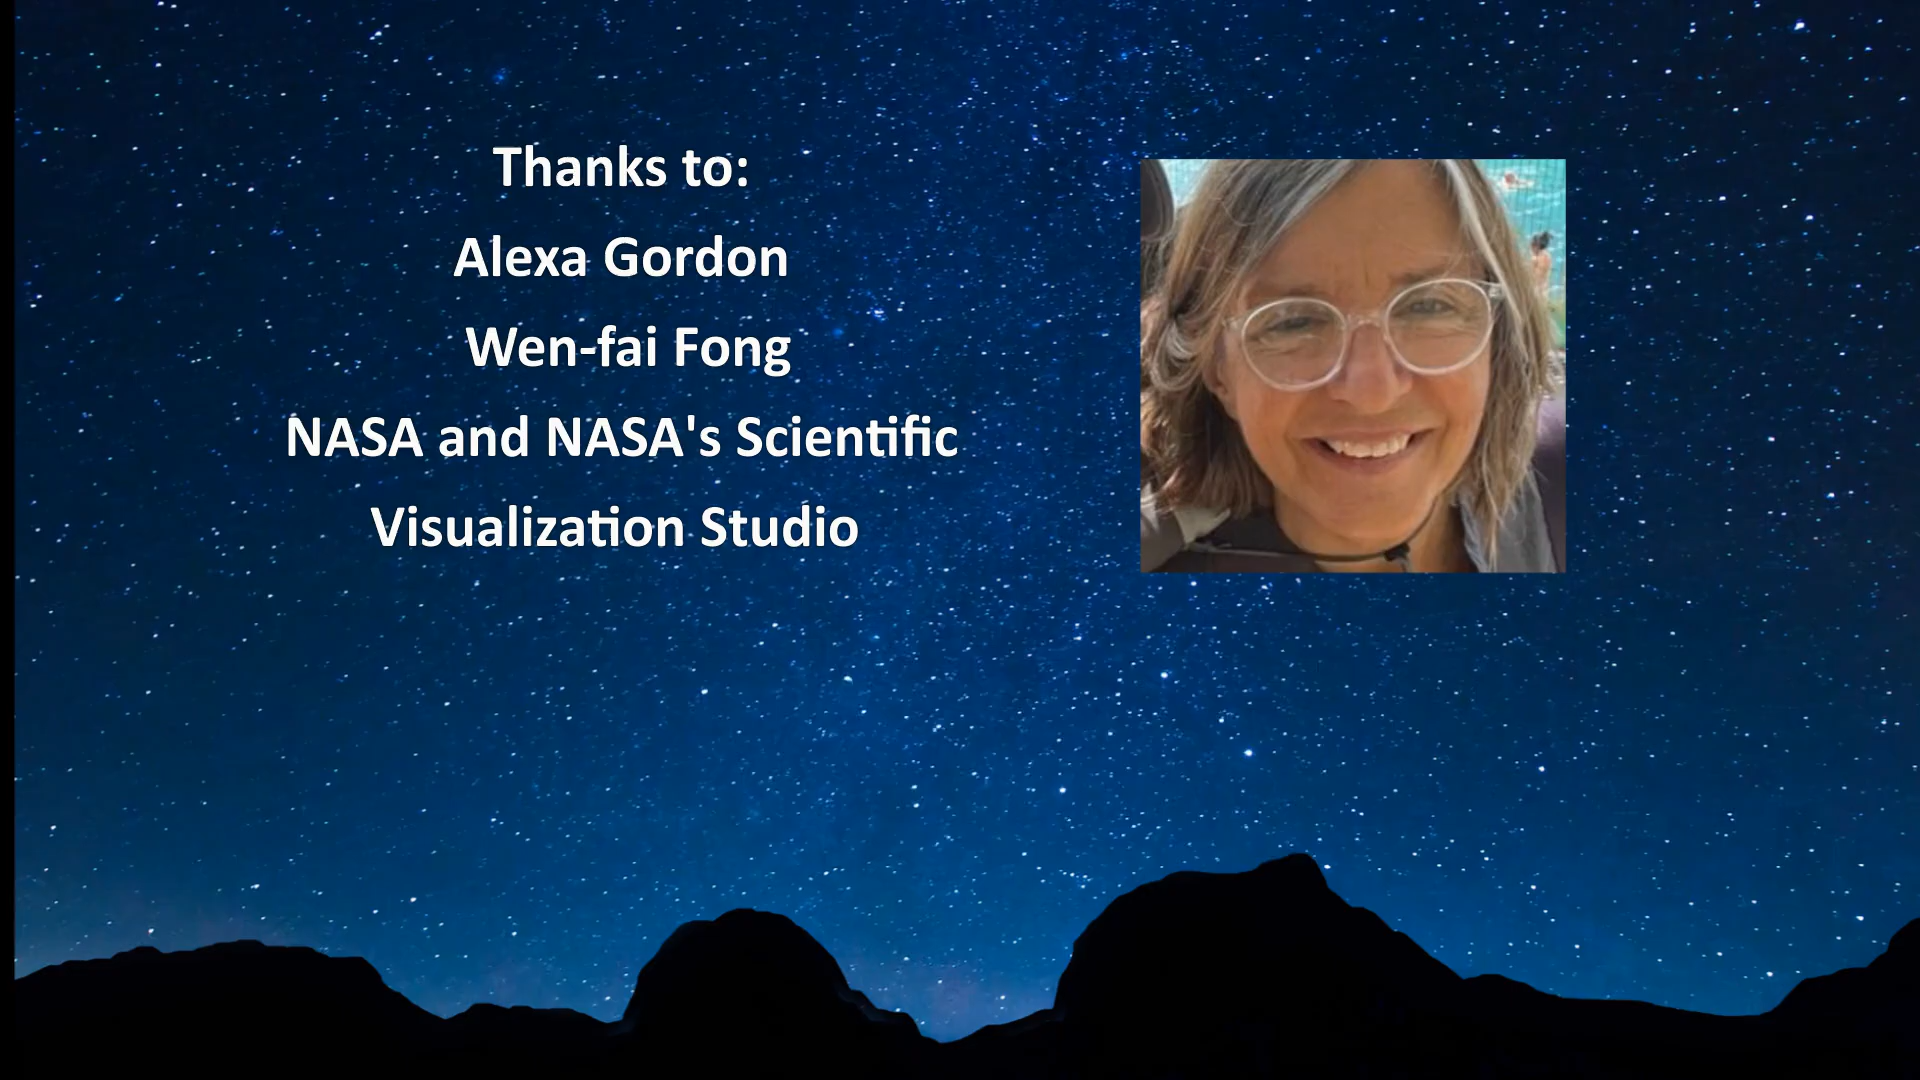 Thanks to:
Alexa Gordon
Wen-fai Fong
NASA and NASA's Scientific
Visualization Studio